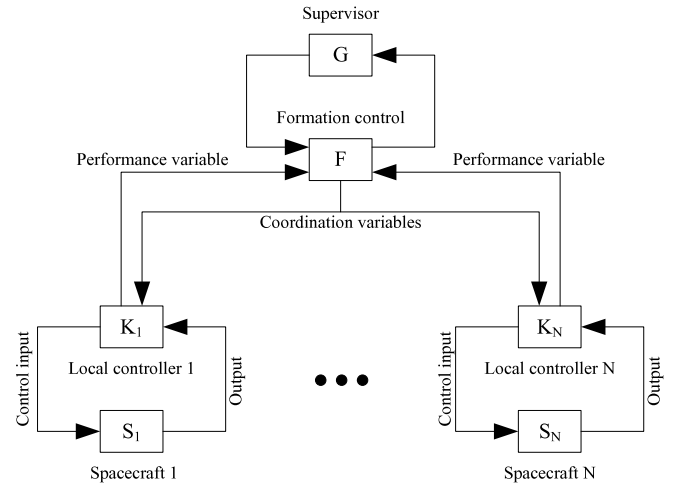 Supervisor
G
Formation control
F
Performance variable
Performance variable
Coordination variables
K1
KN
Control input
Local controller 1
Output
Control input
Local controller N
Output
S1
SN
Spacecraft 1
Spacecraft N